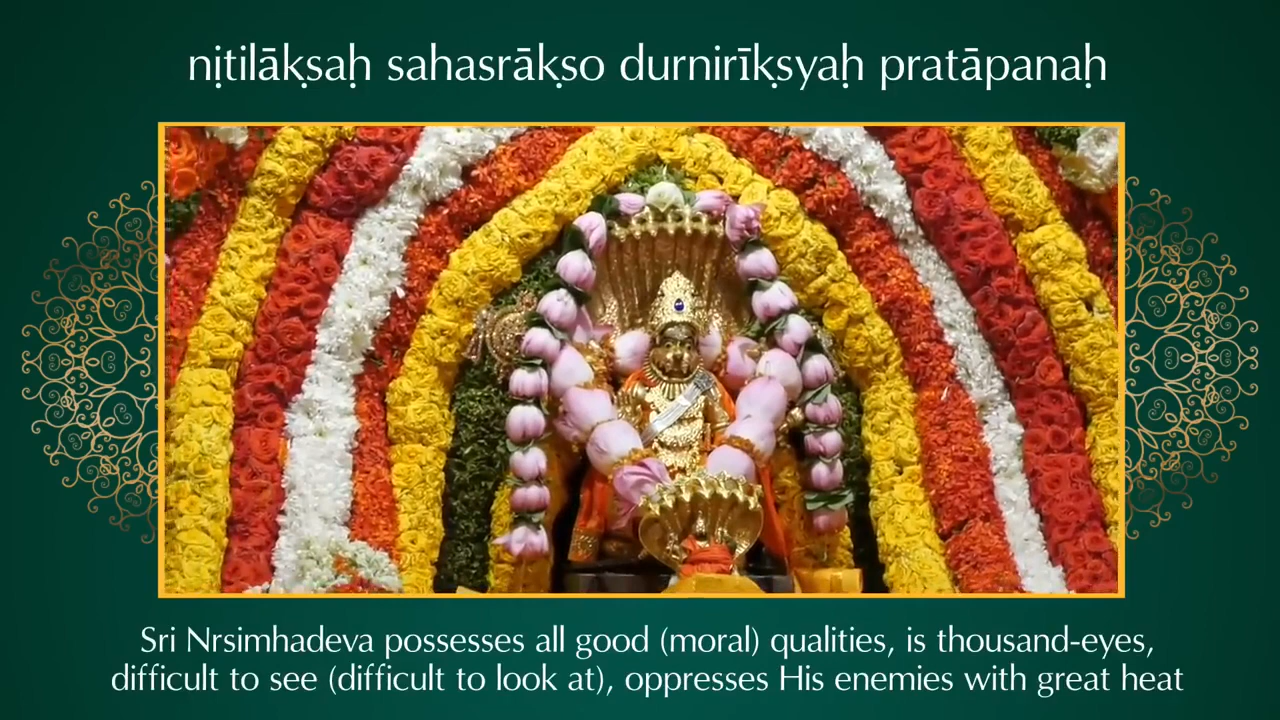 niṭilākṣaḥ sahasrākṣo durnirīkṣyaḥ pratāpanaḥ
Sri Nrsimhadeva possesses all good (moral) qualities, is thousand-eyes,
difficult to see (difficult to look at), oppresses His enemies with great heat